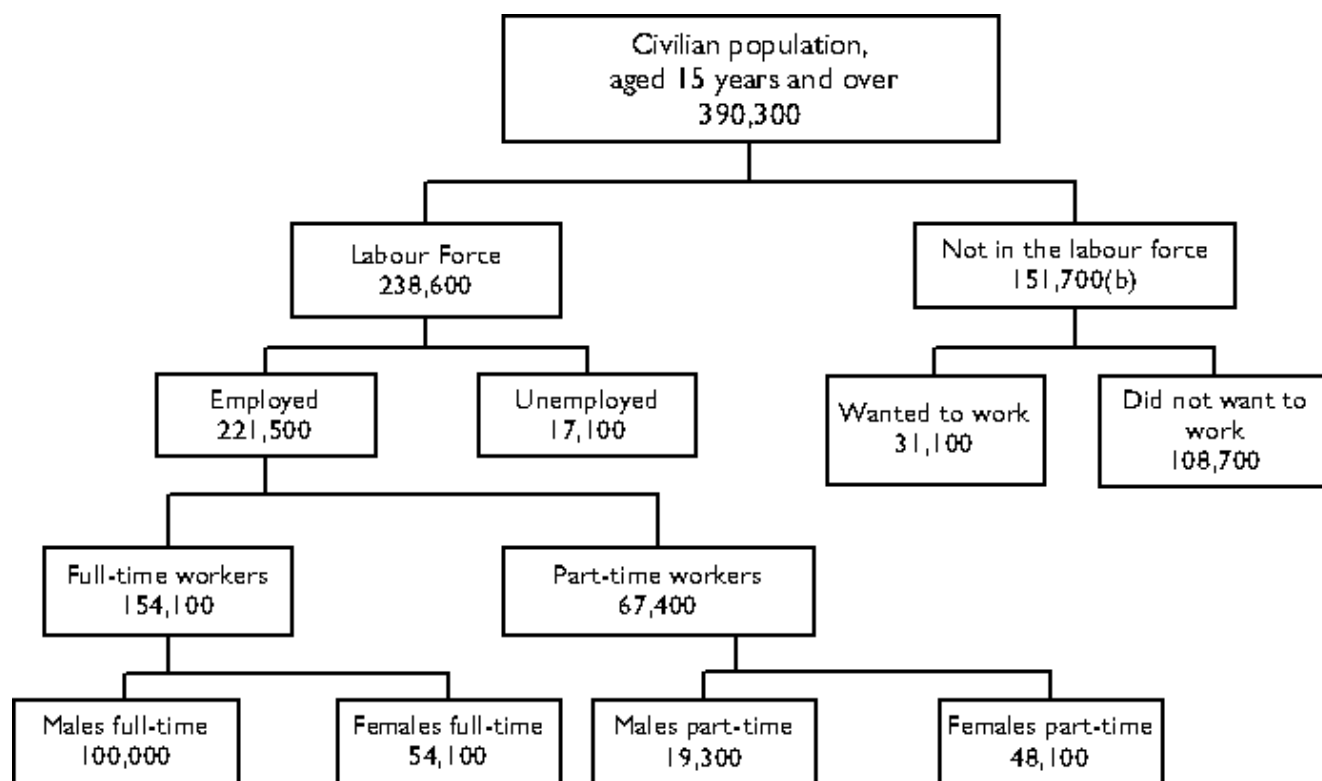 Civilian population,
aged 15 years and over
390,300
Labour Force
238,600
Not in the labour force
151,700(b)
Employed
221,500
Unemployed
17,100
Wanted to work
31,100
Did not want to
work
108,700
Full-time workers
154,100
Part-time workers
67,400
Males full-time
100,000
Females full-time
54,100
Males part-time
19,300
Females part-time
48,100